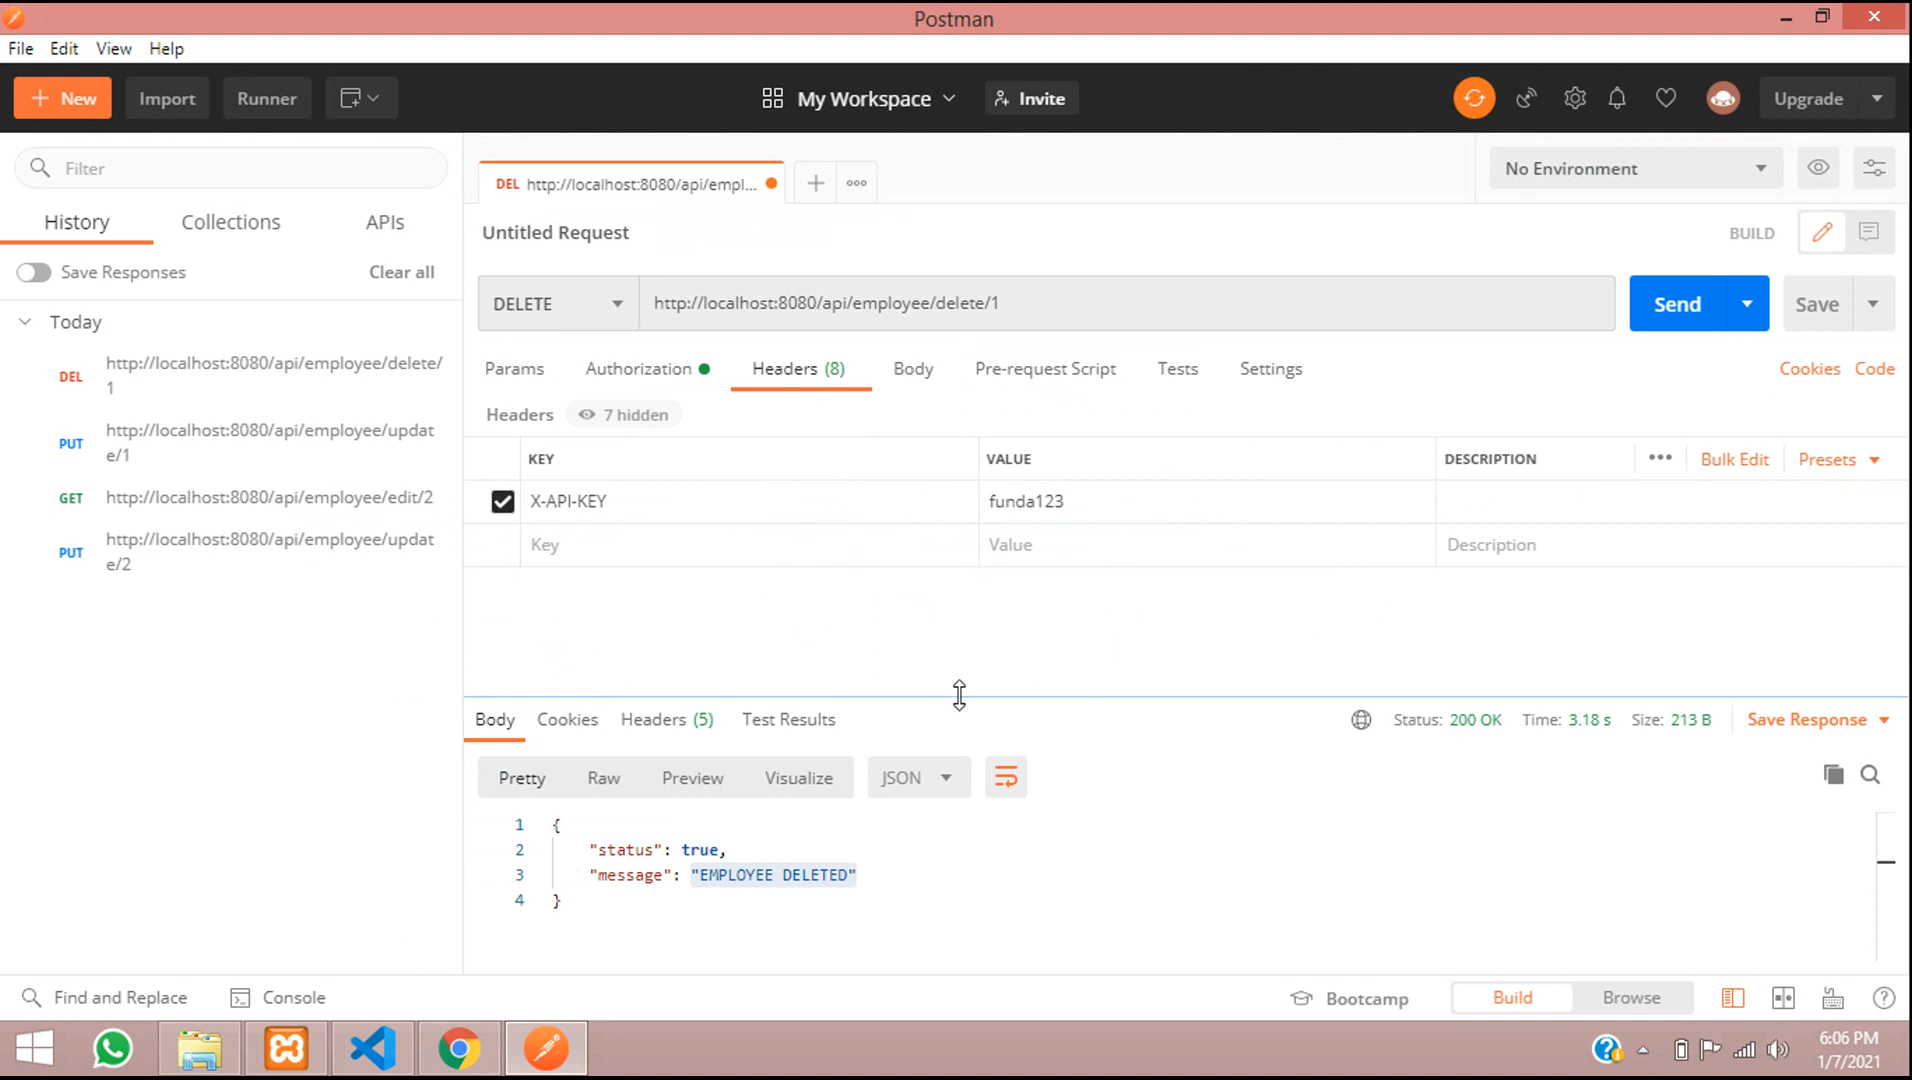 Postman
File Edit View Help
+ New Import Runner My Workspace Invite Upgrade
Filter
History Collections APIs
Save Responses Clear all
Today
DEL http://localhost:8080/api/employee/delete/
1
PUT http://localhost:8080/api/employee/updat
e/1
GET http://localhost:8080/api/employee/edit/2
PUT http://localhost:8080/api/employee/updat
e/2
DEL http://localhost:8080/api/empl... + ooo No Environment
Untitled Request BUILD
DELETE http://localhost:8080/api/employee/delete/1 Send Save
Params Authorization Headers (8) Body Pre-request Script Tests Settings Cookies Code
Headers 7 hidden
KEY VALUE DESCRIPTION ••• Bulk Edit Presets
X-API-KEY funda123
Key Value Description
Body Cookies Headers (5) Test Results Status: 200 OK Time: 3.18 s Size: 213 B Save Response
Pretty Raw Preview Visualize JSON
1 {
2 "status": true,
3 "message": "EMPLOYEE DELETED"
4 }
Find and Replace Console Bootcamp Build Browse
6:06 PM
1/7/2021